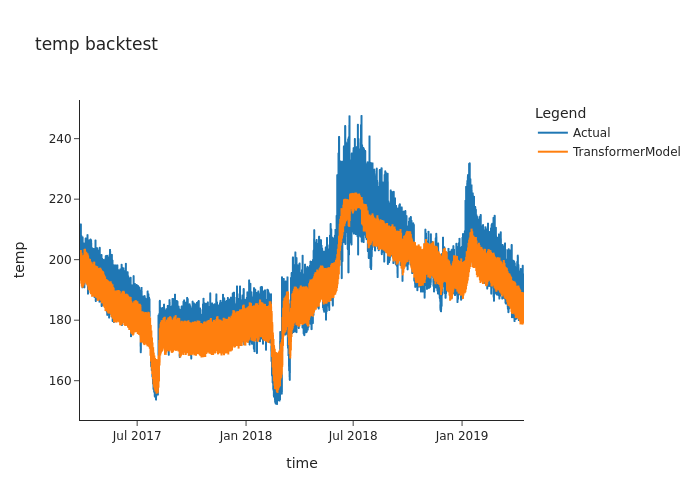 temp backtest
Legend
Actual
TransformerModel
temp
240
220
200
180
160
Jul 2017
Jan 2018
Jul 2018
Jan 2019
time